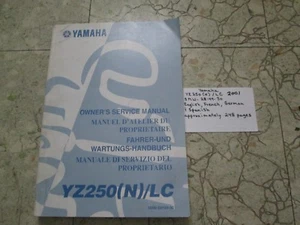 YAMAHA
OWNER'S SERVICE MANUAL
MANUEL D'ATELIER DU
PROPRIETAIRE
FAHRER-UND
WARTUNGS-HANDBUCH
MANUALE DI SERVIZIO DEL
PROPRIETARIO
YZ250(N)/LC
Yamaha
YZ250(N)/LC 2001
English, French, German
Spanish
approximately pages